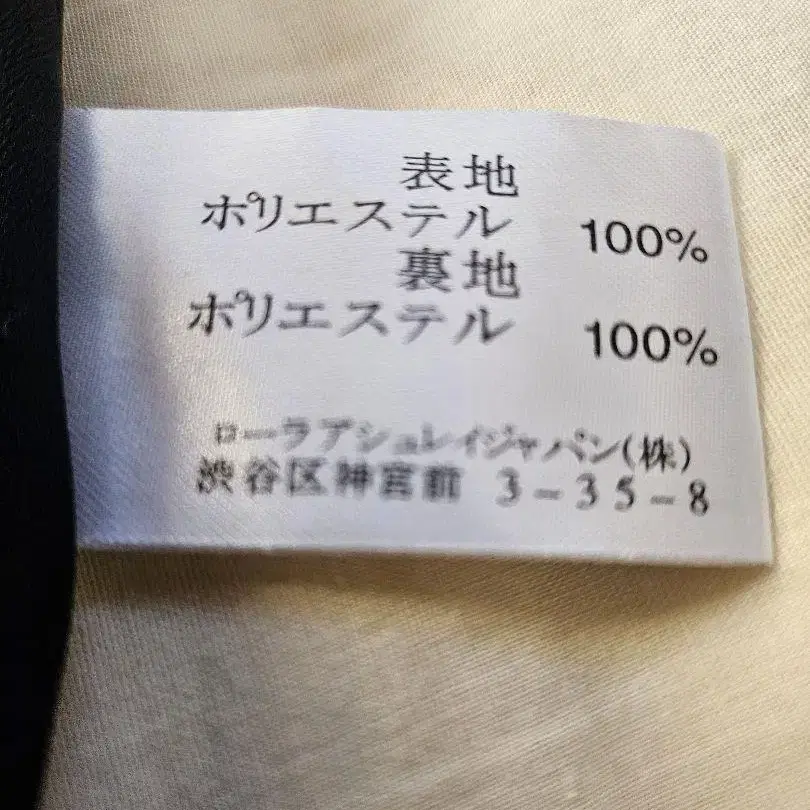 表地
ポリエステル 100%
裏地
ポリエステル 100%
ローラアシュレイジャパン(株)
渋谷区神宮前 3-35-8